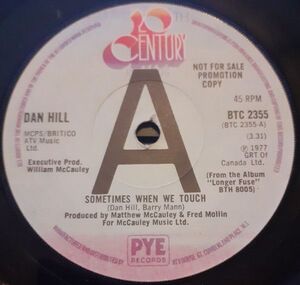 20TH
CENTURY
NOT FOR SALE
PROMOTION
COPY
DAN HILL
45 RPM
BTC 2355
(BTC 2355-A)
MCPS/BRITICO
ATV Music
Ltd.
(3.31)
℗ 1977
GRT Of
Canada Ltd.
Executive Prod.
William McCauley
A
(From the Album
"Longer Fuse"
BTH 8005)
SOMETIMES WHEN WE TOUCH
(Dan Hill, Barry Mann)
Produced by Matthew McCauley & Fred Mollin
For McCauley Music Ltd.
PYE
RECORDS